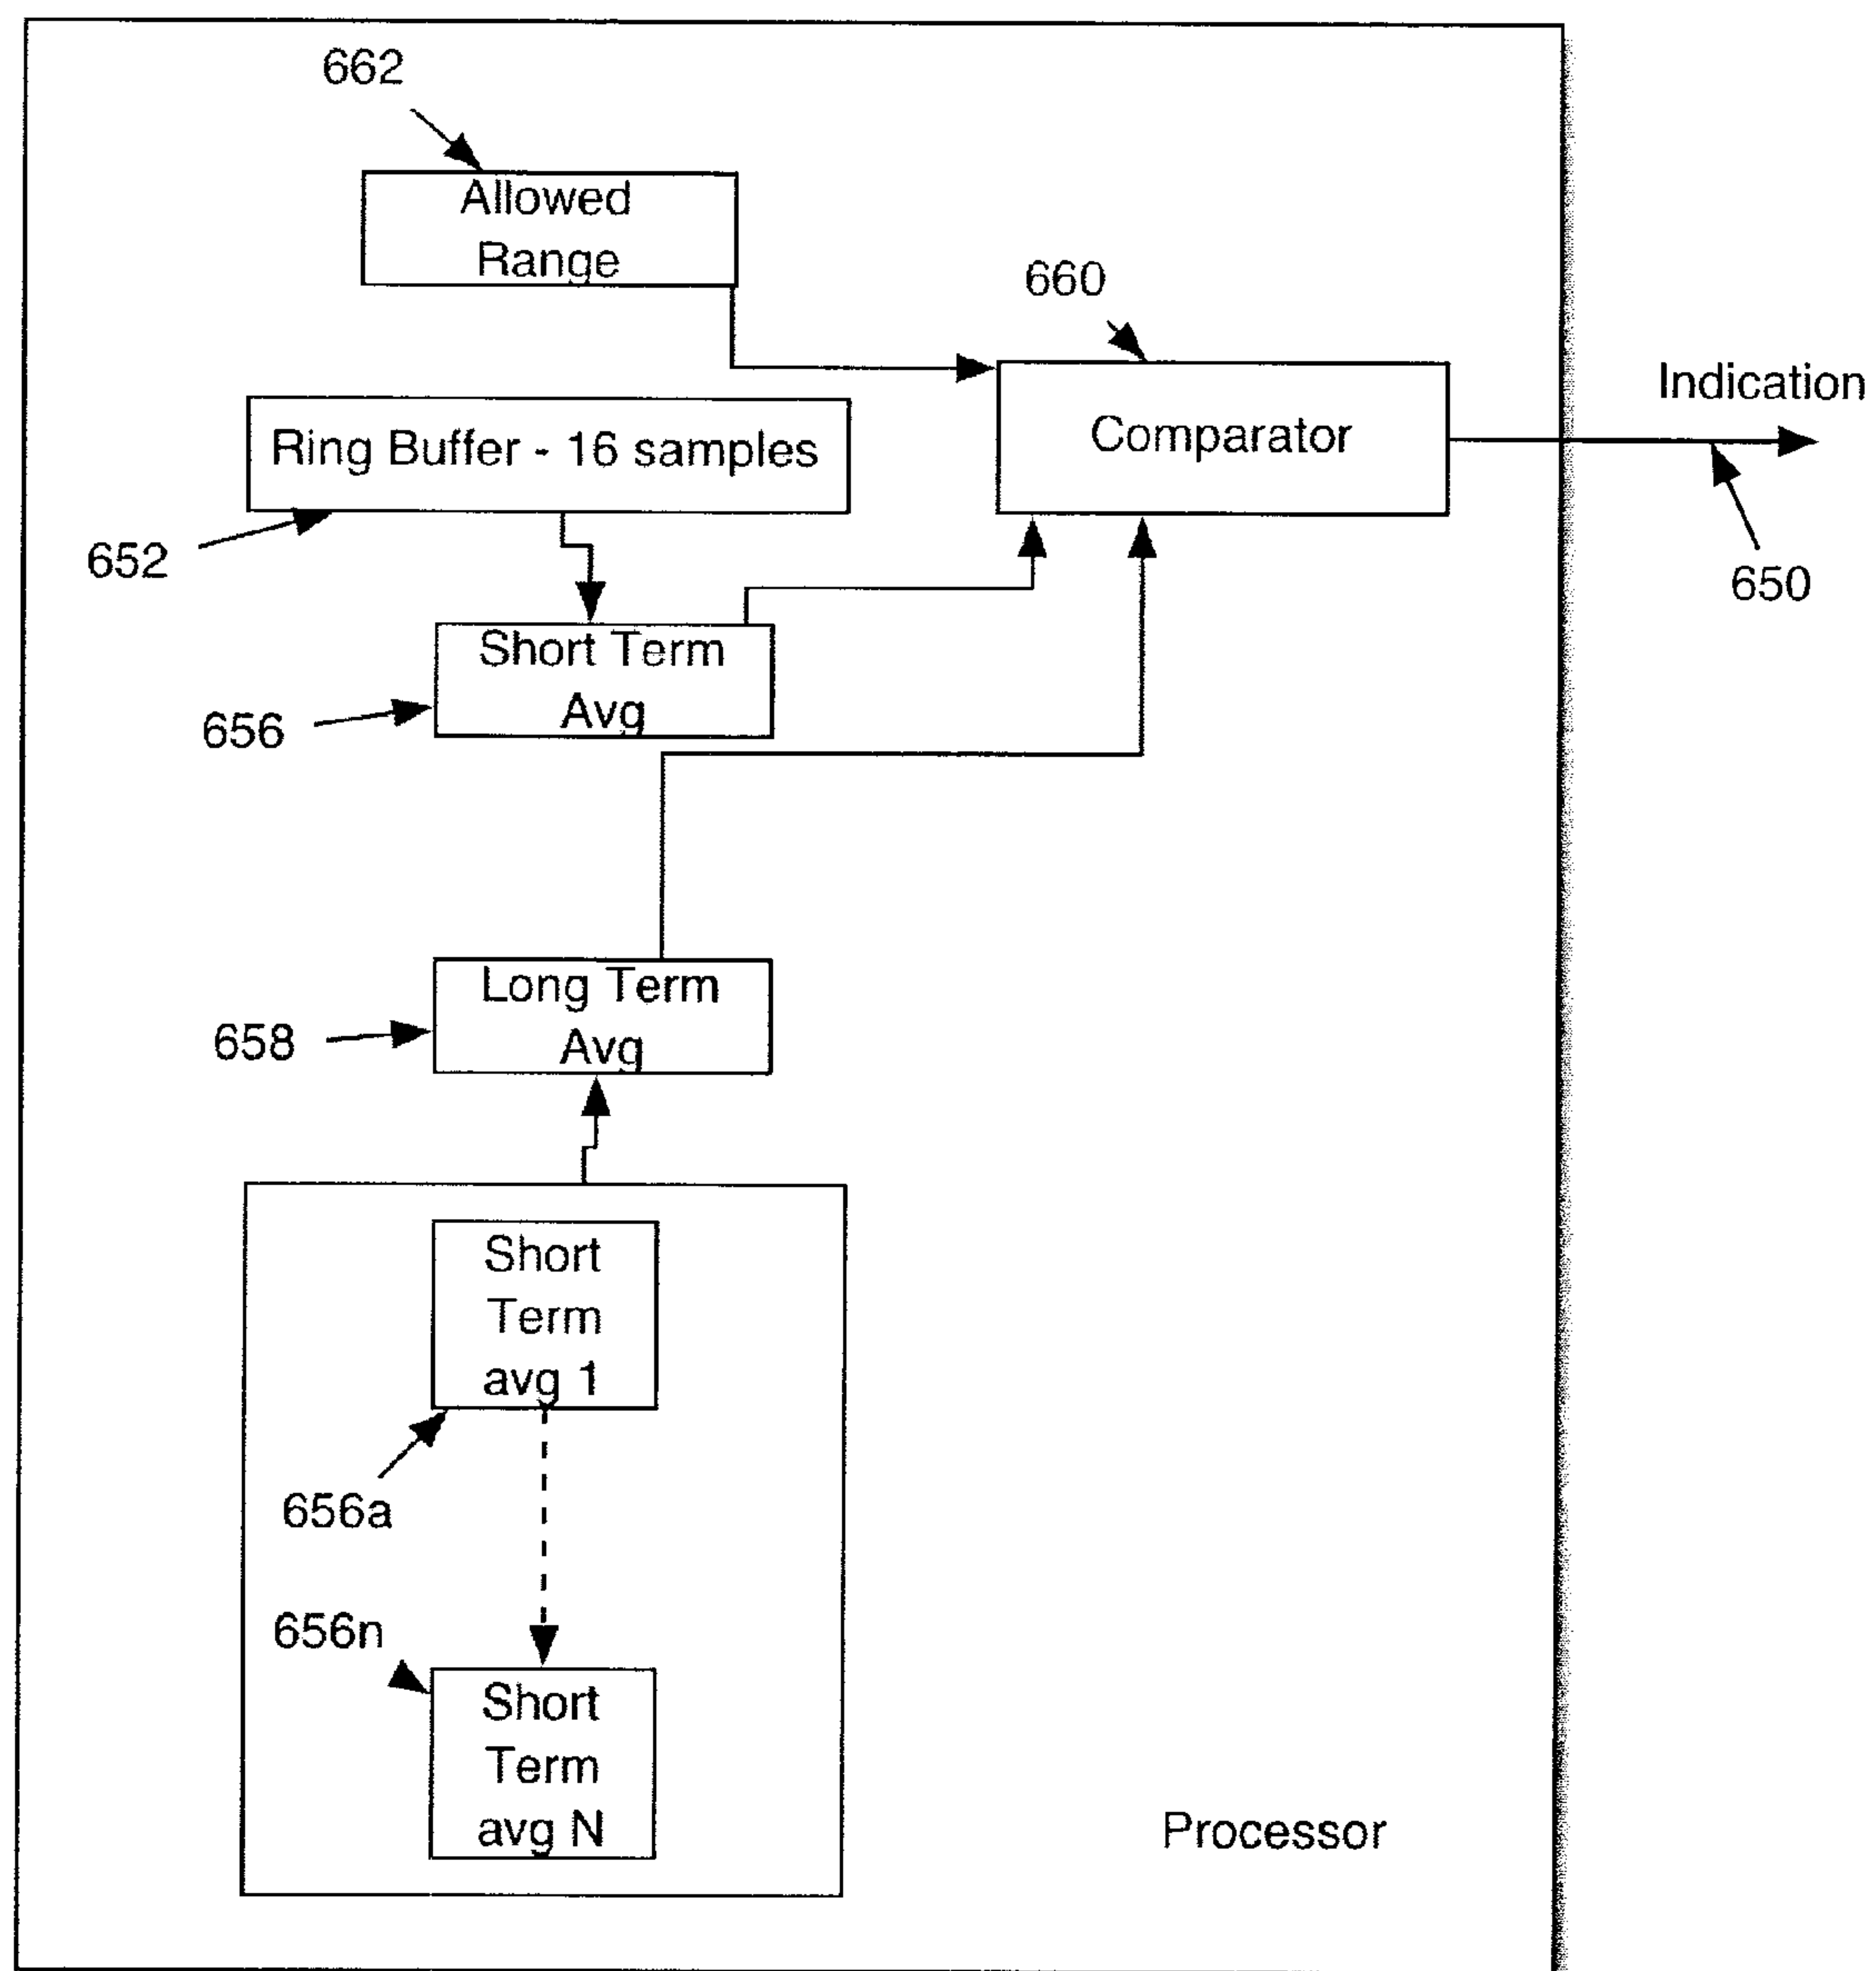 662
Allowed
Range
660
Indication
Comparator
Ring Buffer - 16 samples
652
650
Short Term
Avg
656
Long Term
Avg
658
Short
Term
avg 1
656a
656n
Short
Term
avg N
Processor